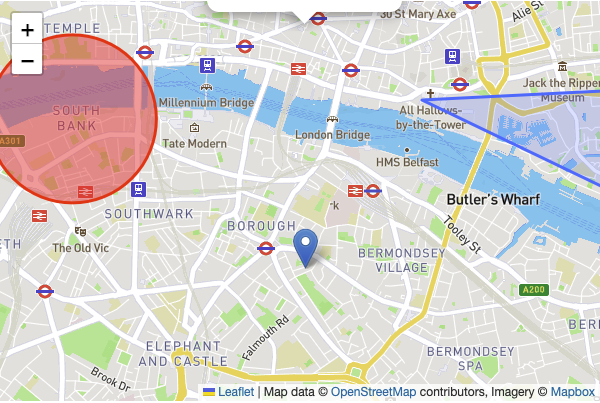 +
−
TEMPLE
30 St Mary Axe
Alie St
Jack the Ripper
Museum
Millennium Bridge
All Hallows-
by-the-Tower
SOUTH
BANK
A301
Tate Modern
London Bridge
HMS Belfast
Butler's Wharf
SOUTHWARK
BOROUGH
Tooley St
The Old Vic
BERMONDSEY
VILLAGE
A200
Falmouth Rd
ELEPHANT
AND CASTLE
BERMONDSEY
SPA
Brook Dr
Leaflet | Map data © OpenStreetMap contributors, Imagery © Mapbox